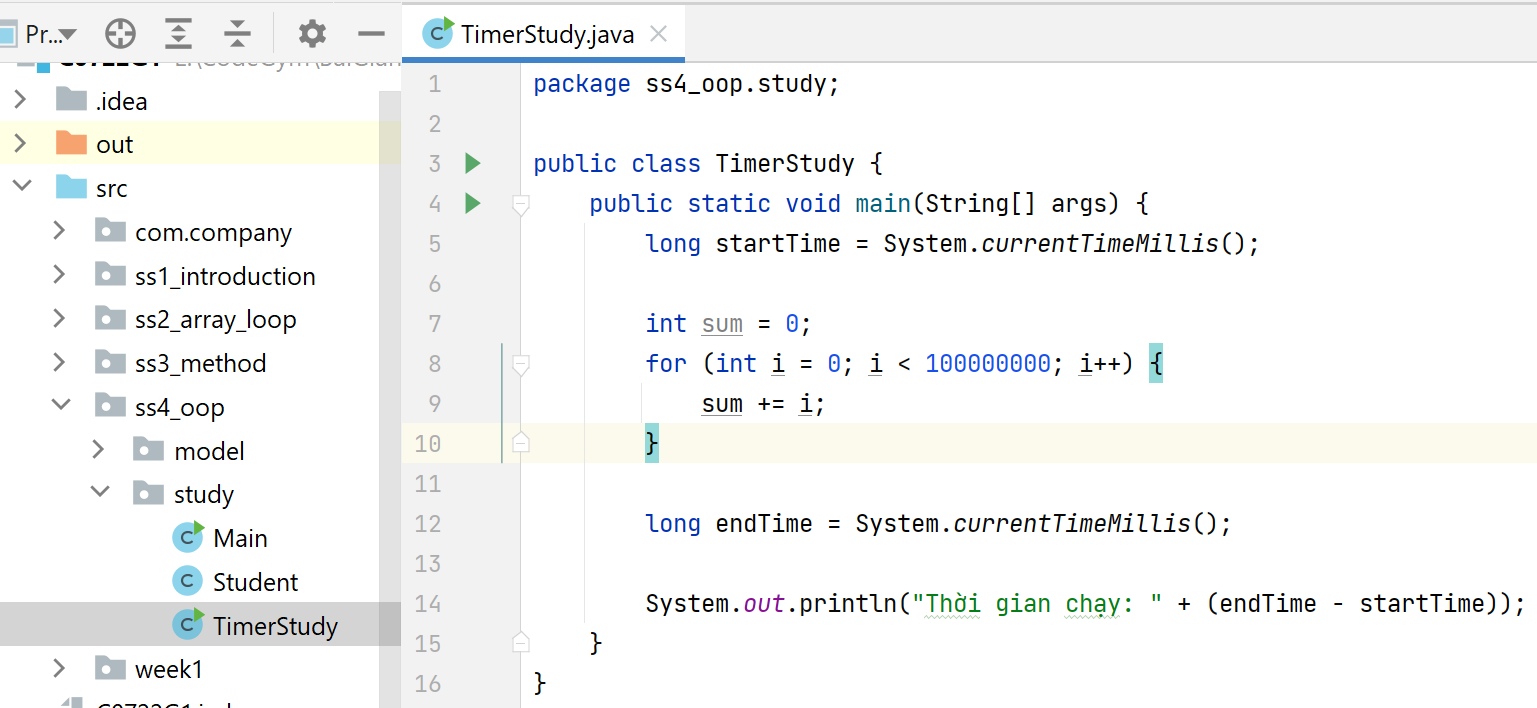 Pr...
TimerStudy.java
.idea
out
src
com.company
ss1_introduction
ss2_array_loop
ss3_method
ss4_oop
model
study
Main
Student
TimerStudy
week1
1 package ss4_oop.study;
2
3 public class TimerStudy {
4 public static void main(String[] args) {
5 long startTime = System.currentTimeMillis();
6
7 int sum = 0;
8 for (int i = 0; i < 100000000; i++) {
9 sum += i;
10 }
11
12 long endTime = System.currentTimeMillis();
13
14 System.out.println("Thời gian chạy: " + (endTime - startTime));
15 }
16 }